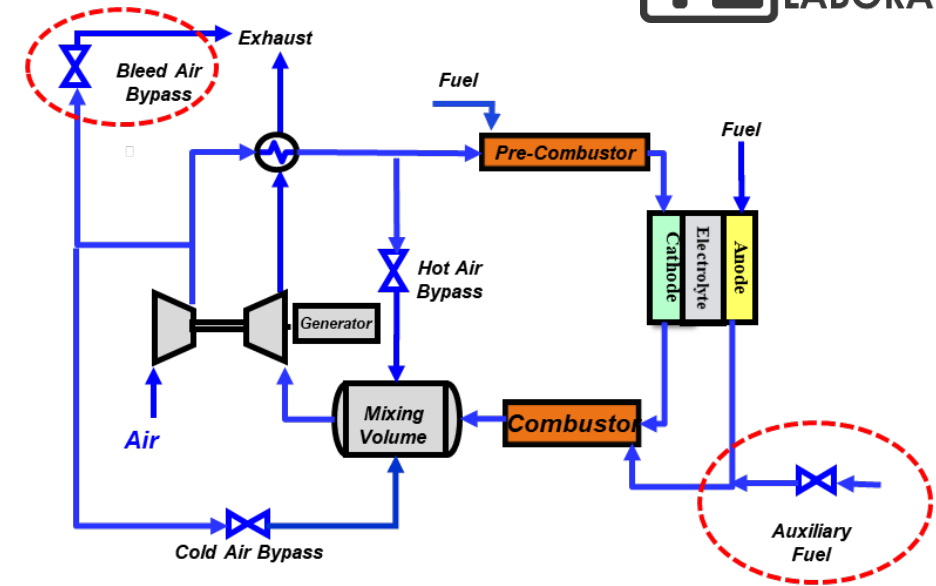 LABORA
Exhaust
Bleed Air
Bypass
Fuel
Fuel
Pre-Combustor
Cathode
Electrolyte
Anode
Hot Air
Bypass
Generator
Mixing
Volume
Combustor
Air
Cold Air Bypass
Auxiliary
Fuel